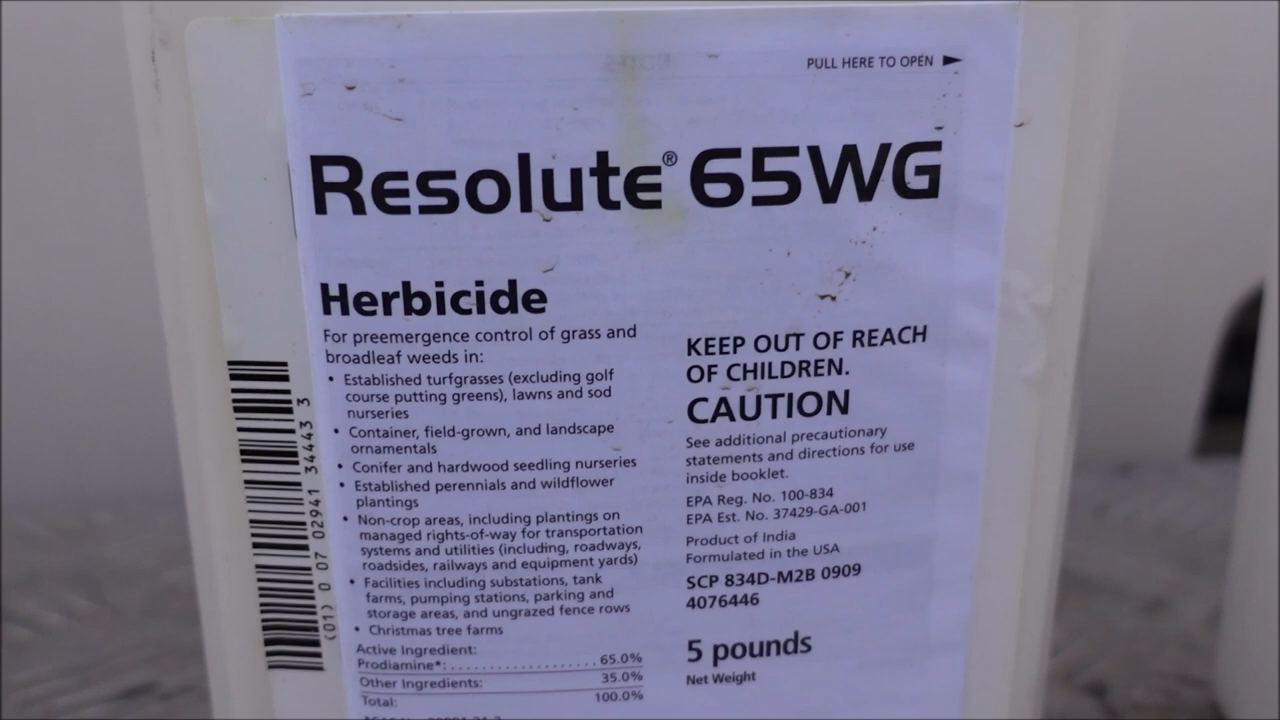 PULL HERE TO OPEN
Resolute® 65WG
Herbicide
For preemergence control of grass and
broadleaf weeds in:
• Established turfgrasses (excluding golf
course putting greens), lawns and sod
nurseries
• Container, field-grown, and landscape
ornamentals
• Conifer and hardwood seedling nurseries
• Established perennials and wildflower
plantings
• Non-crop areas, including plantings on
managed rights-of-way for transportation
systems and utilities (including, roadways,
roadsides, railways and equipment yards)
• Facilities including substations, tank
farms, pumping stations, parking and
storage areas, and ungrazed fence rows
• Christmas tree farms
Active Ingredient:
Prodiamine*: . . . . . . . . . . . . . . . . . . . . . 65.0%
Other Ingredients: 35.0%
Total: 100.0%
KEEP OUT OF REACH
OF CHILDREN.
CAUTION
See additional precautionary
statements and directions for use
inside booklet.
EPA Reg. No. 100-834
EPA Est. No. 37429-GA-001
Product of India
Formulated in the USA
SCP 834D-M2B 0909
4076446
5 pounds
Net Weight
(01) 0 07 02941 34443 3